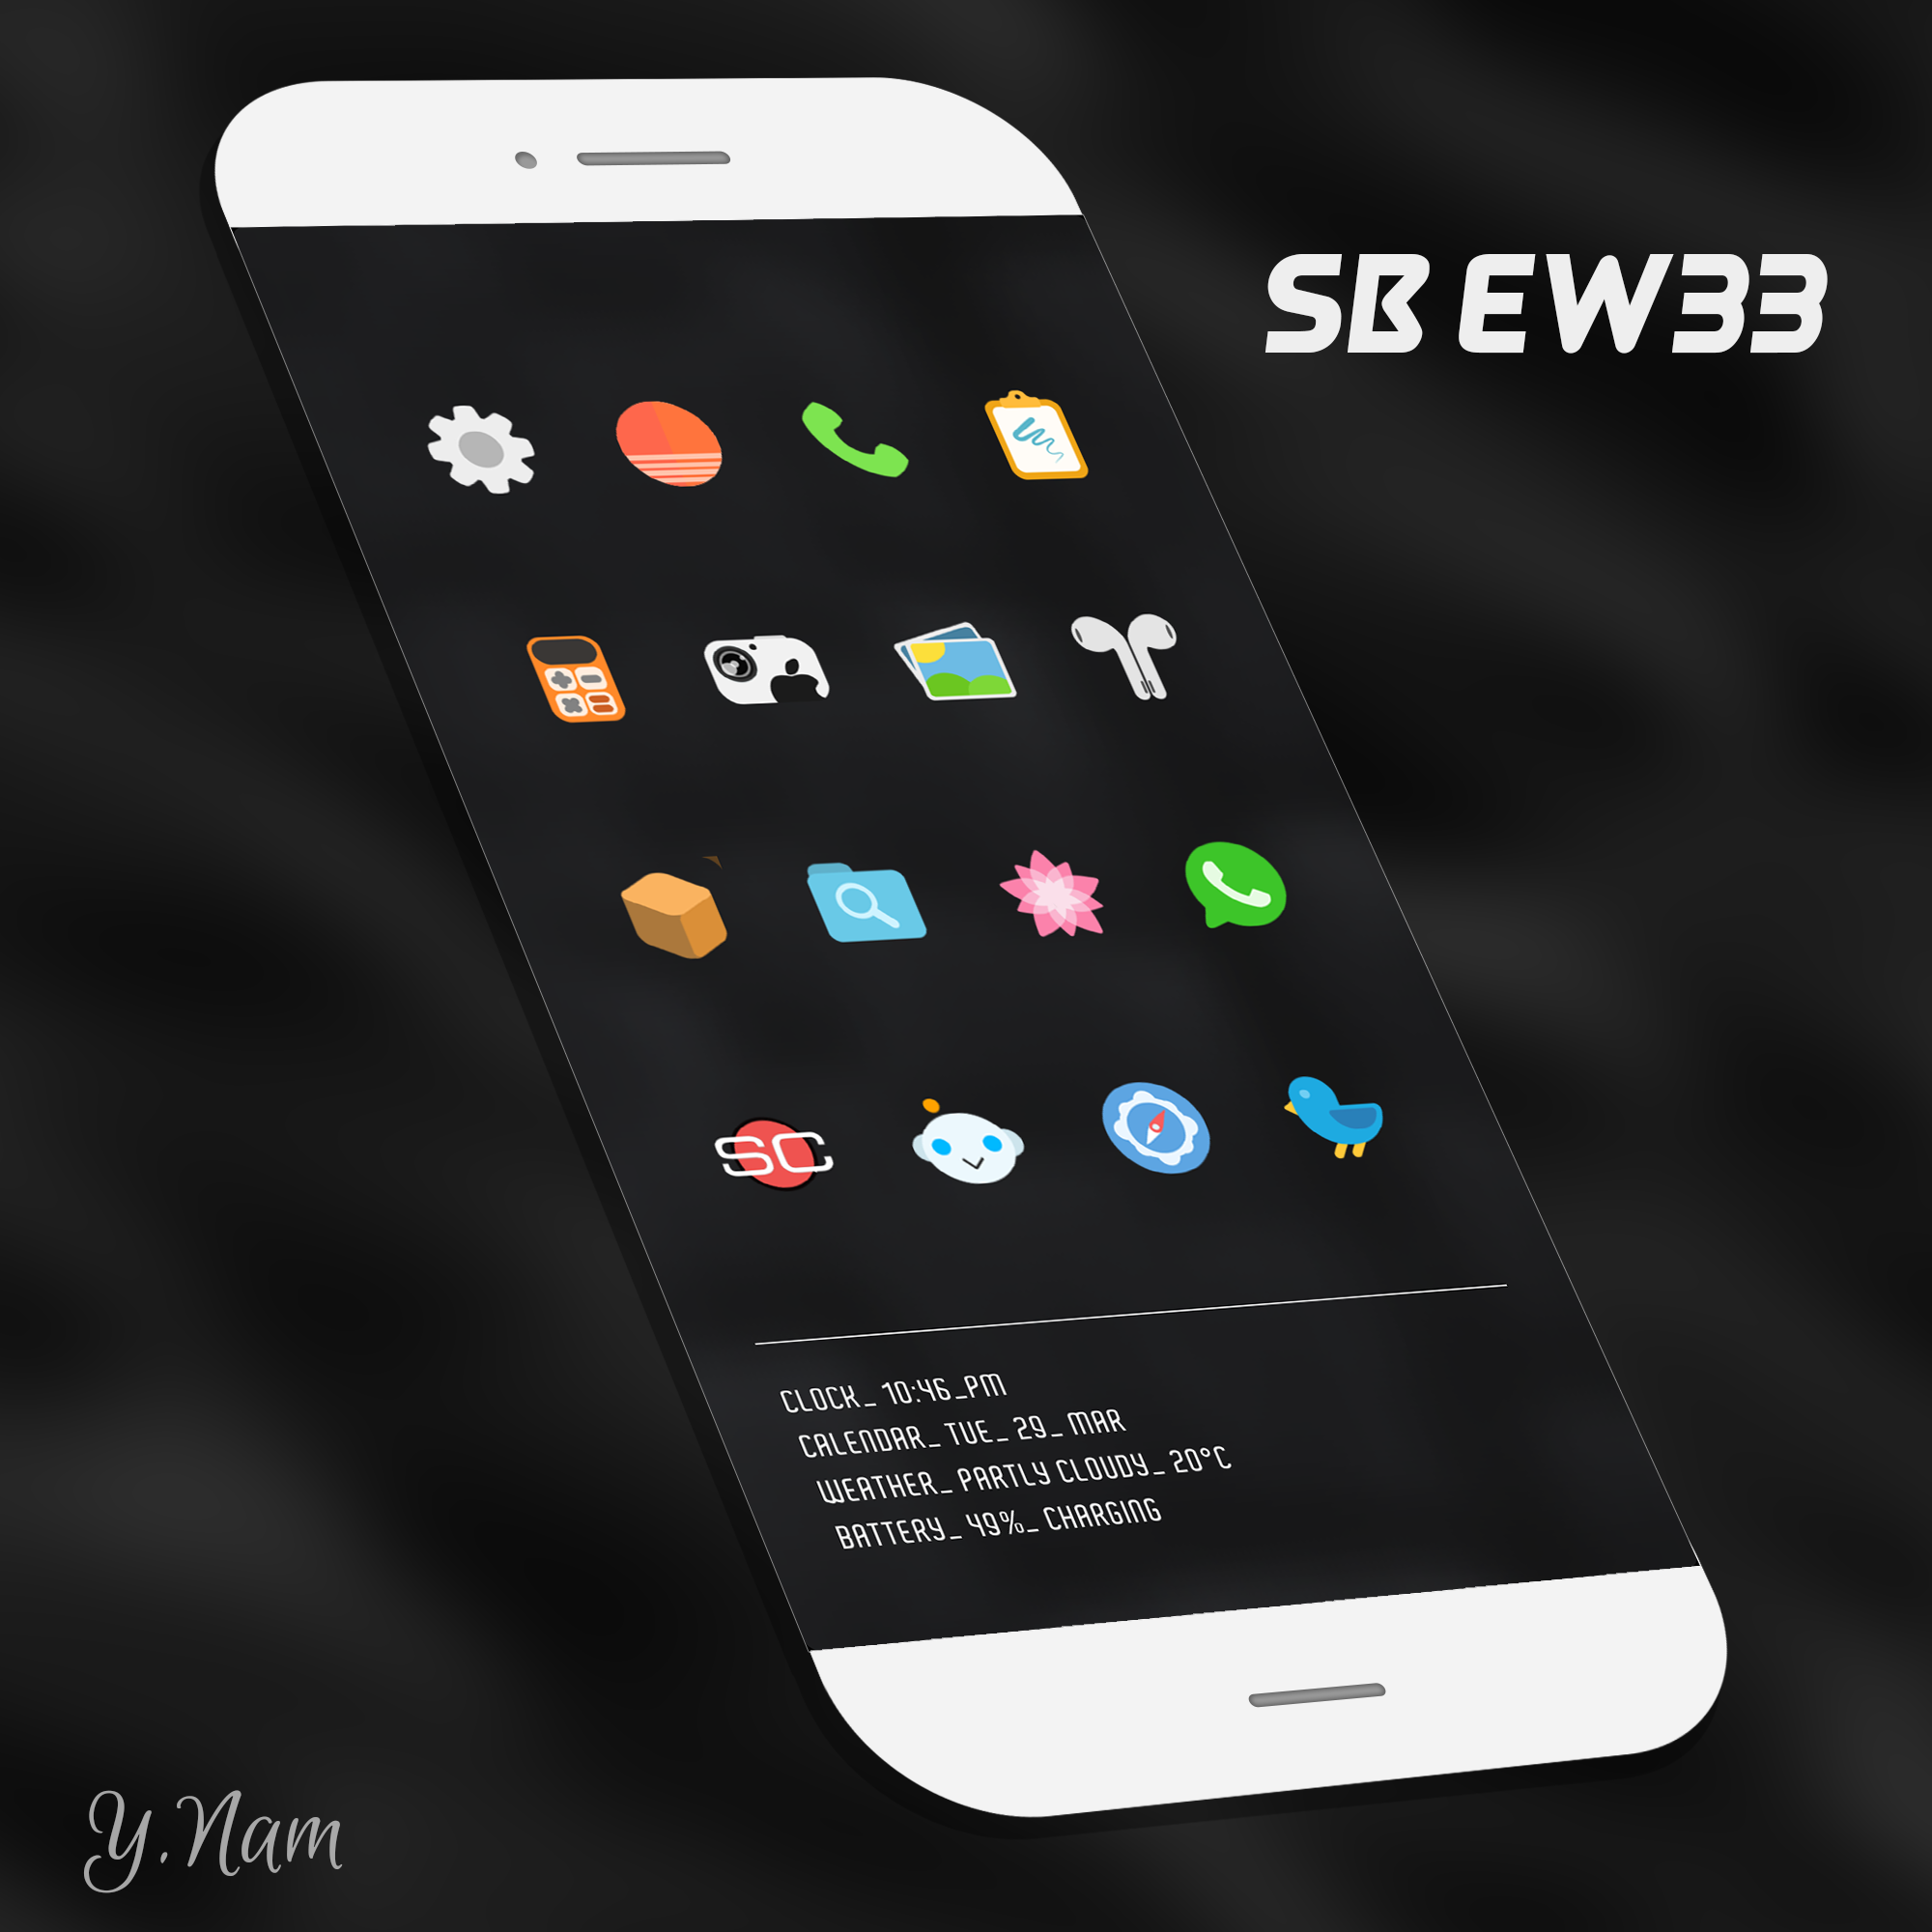 SB EW33
SC
CLOCK_ 10:46_PM
CALENDAR_ TUE_ 29_ MAR
WEATHER_ PARTLY CLOUDY_ 20°C
BATTERY_ 49%_ CHARGING
Y.Nam